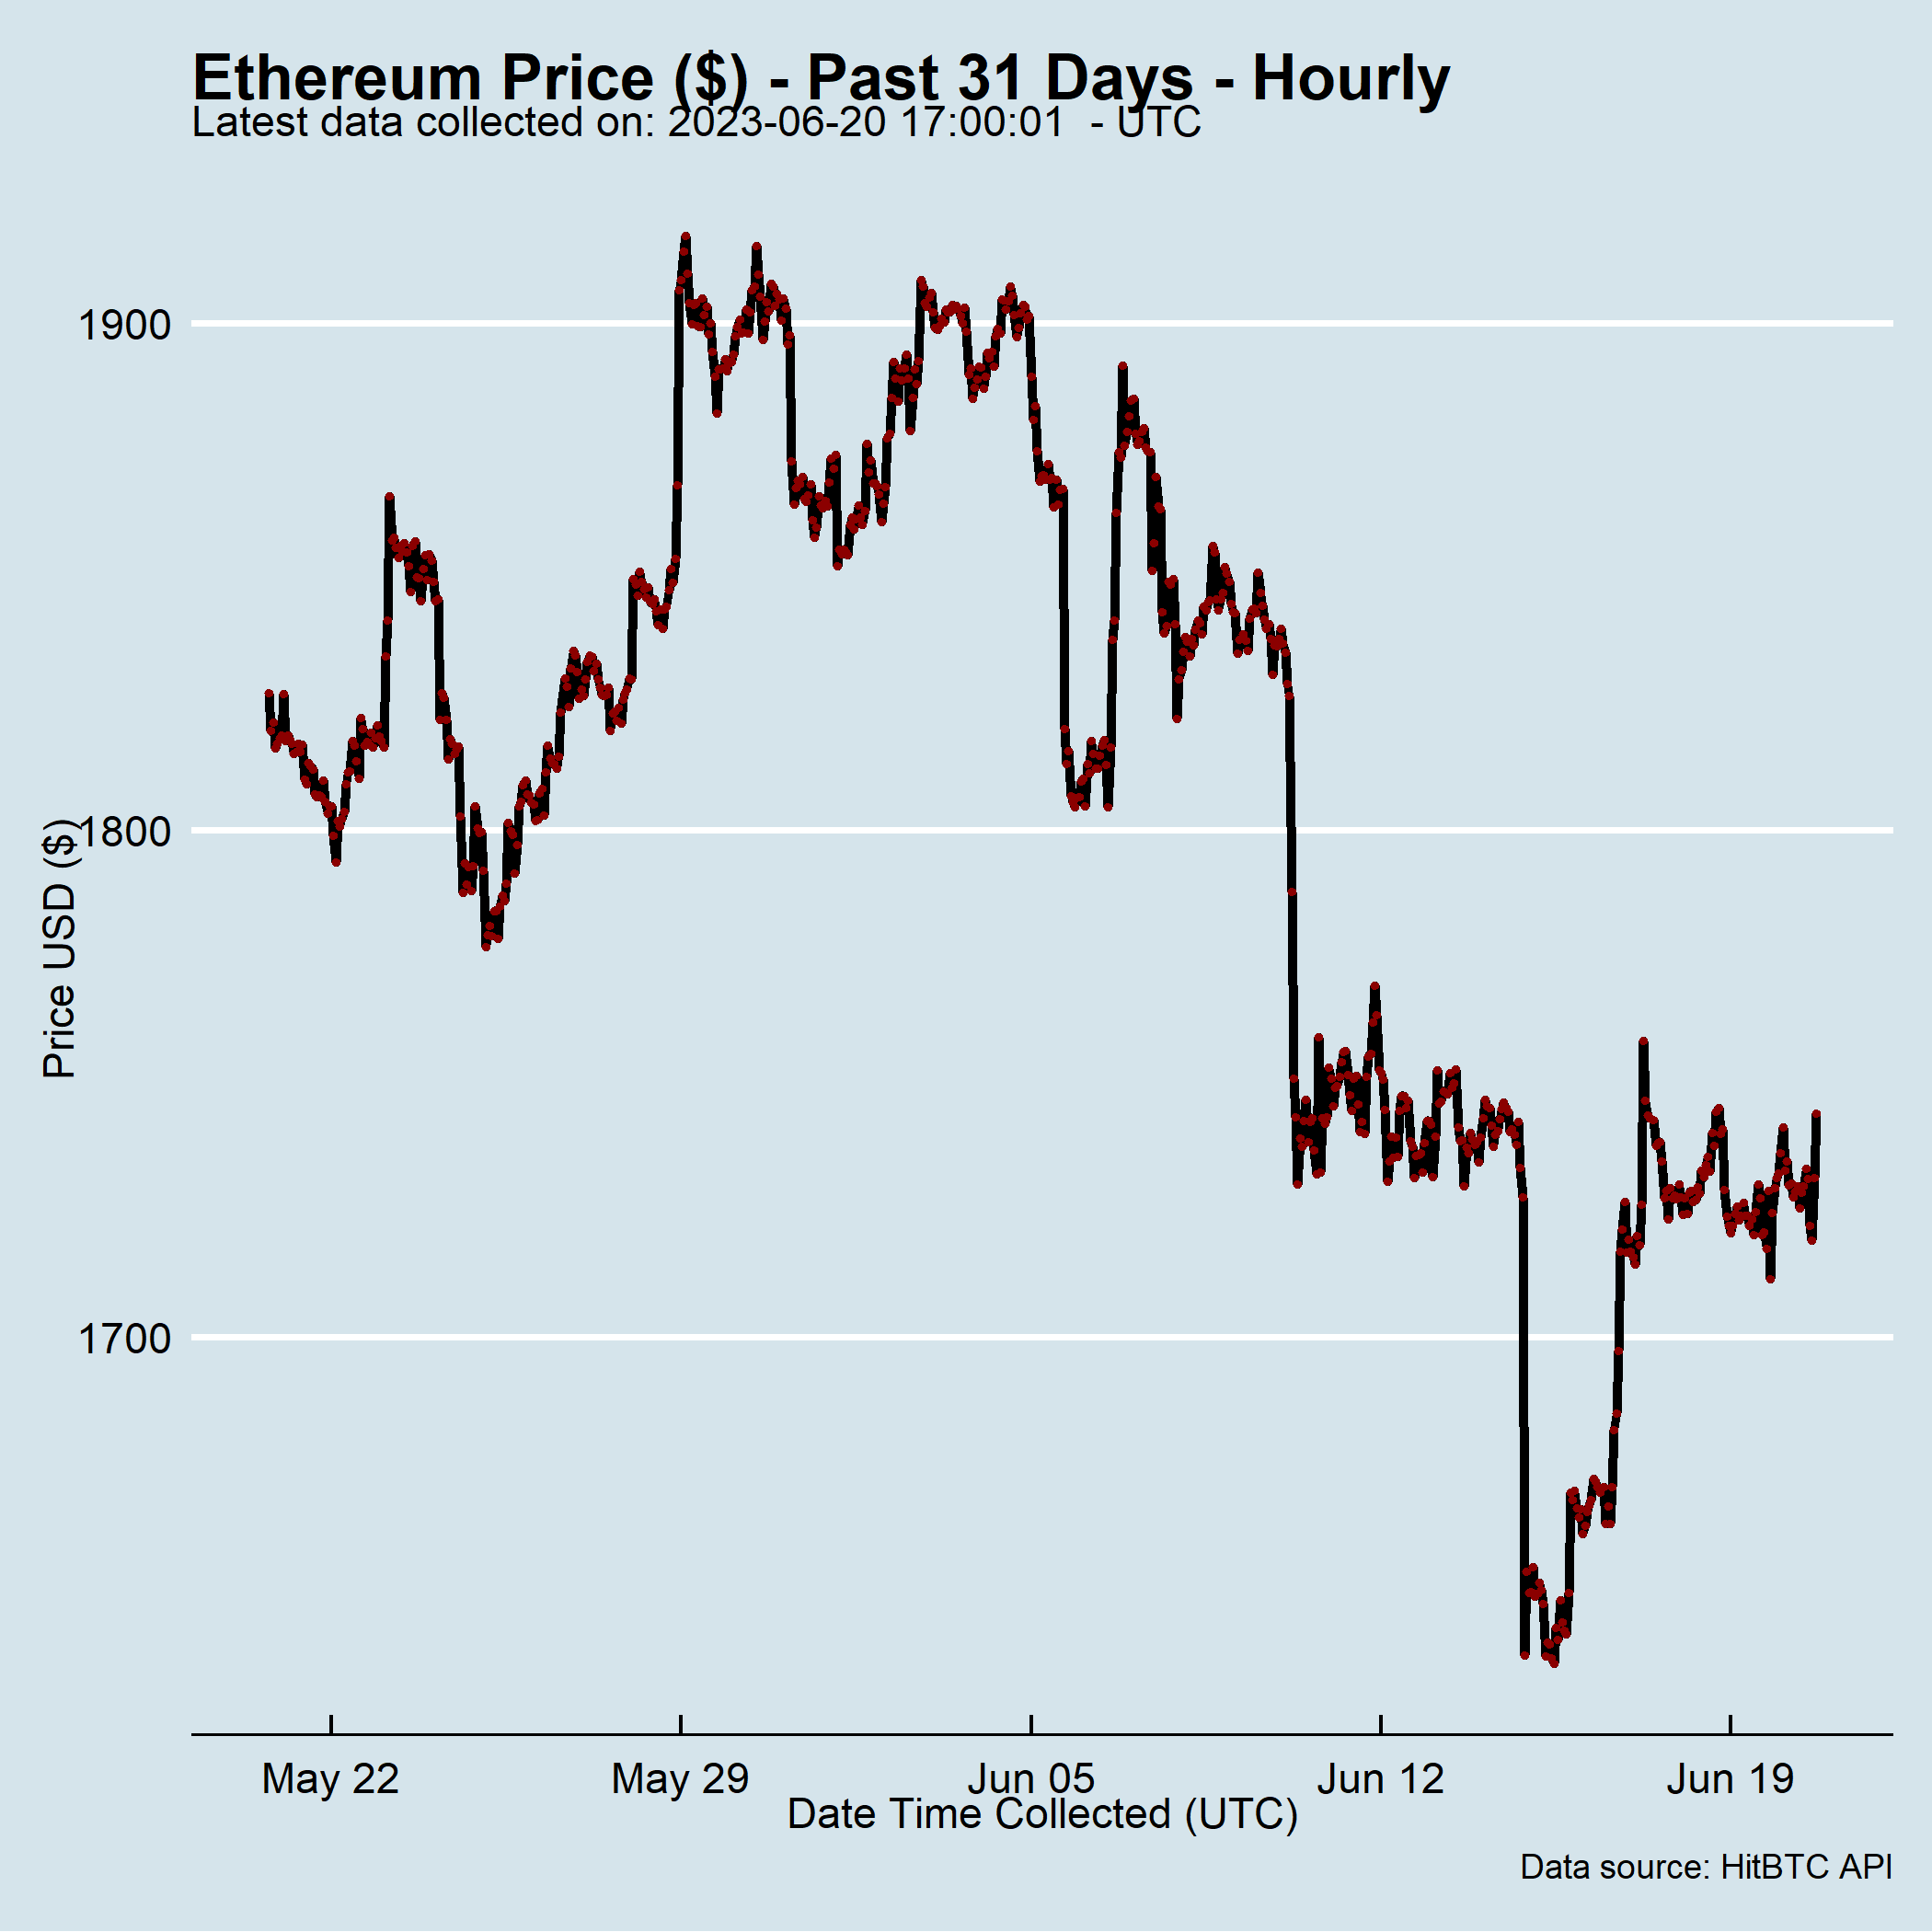 Ethereum Price ($) - Past 31 Days - Hourly
Latest data collected on: 2023-06-20 17:00:01  - UTC
Price USD ($)
1900
1800
1700
May 22
May 29
Jun 05
Jun 12
Jun 19
Date Time Collected (UTC)
Data source: HitBTC API